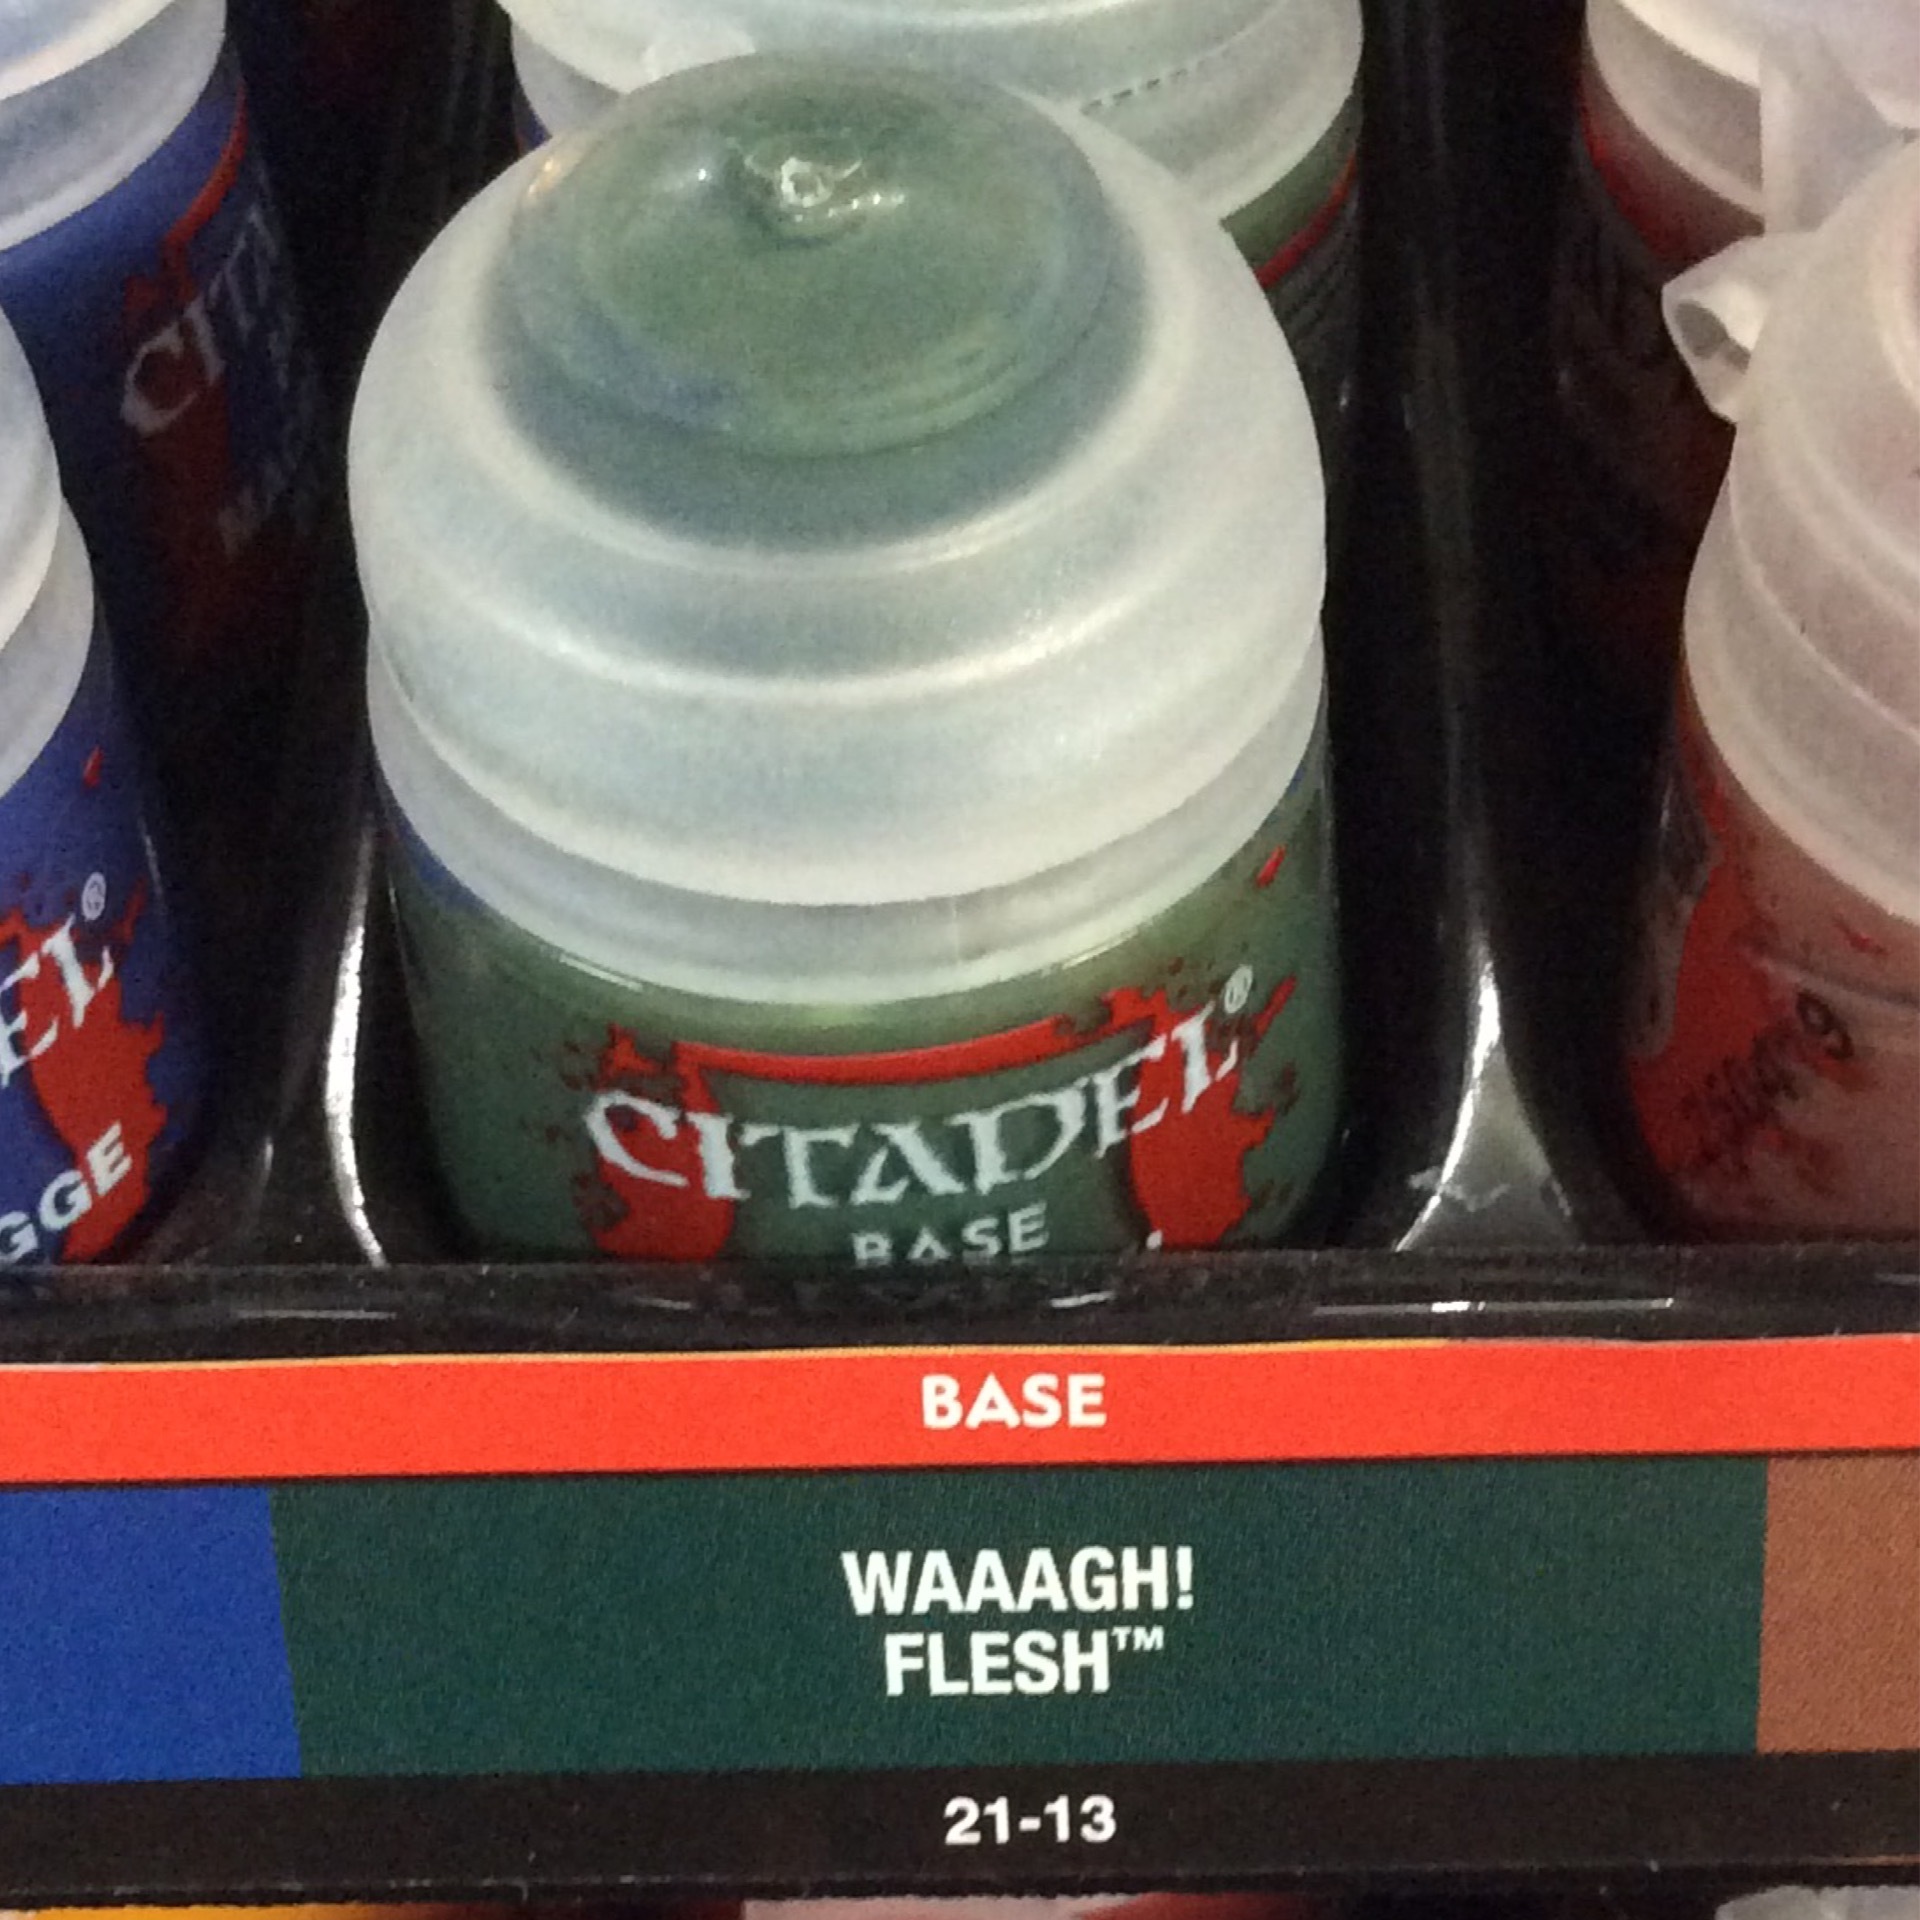 CITADEL®
BASE
BASE
WAAAGH!
FLESH™
21-13